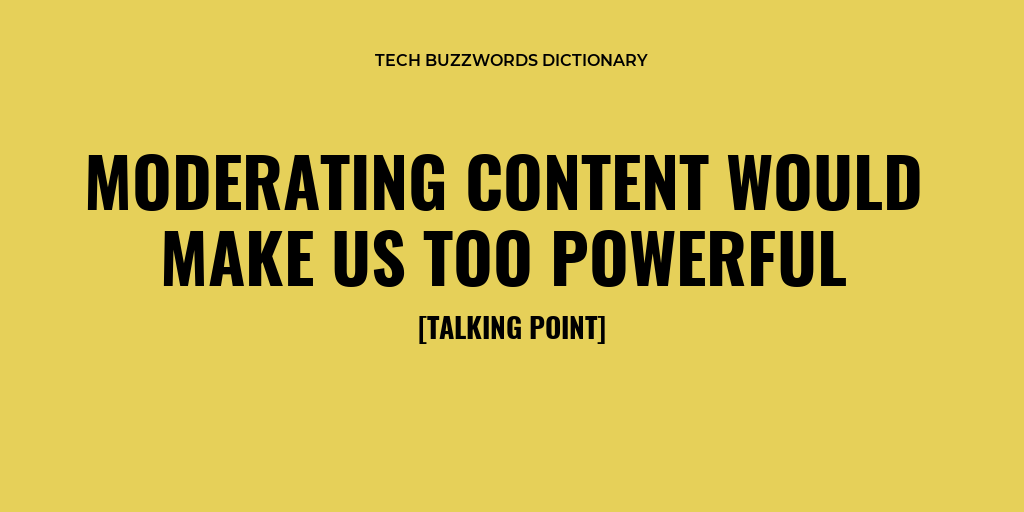 TECH BUZZWORDS DICTIONARY
MODERATING CONTENT WOULD
MAKE US TOO POWERFUL
[TALKING POINT]